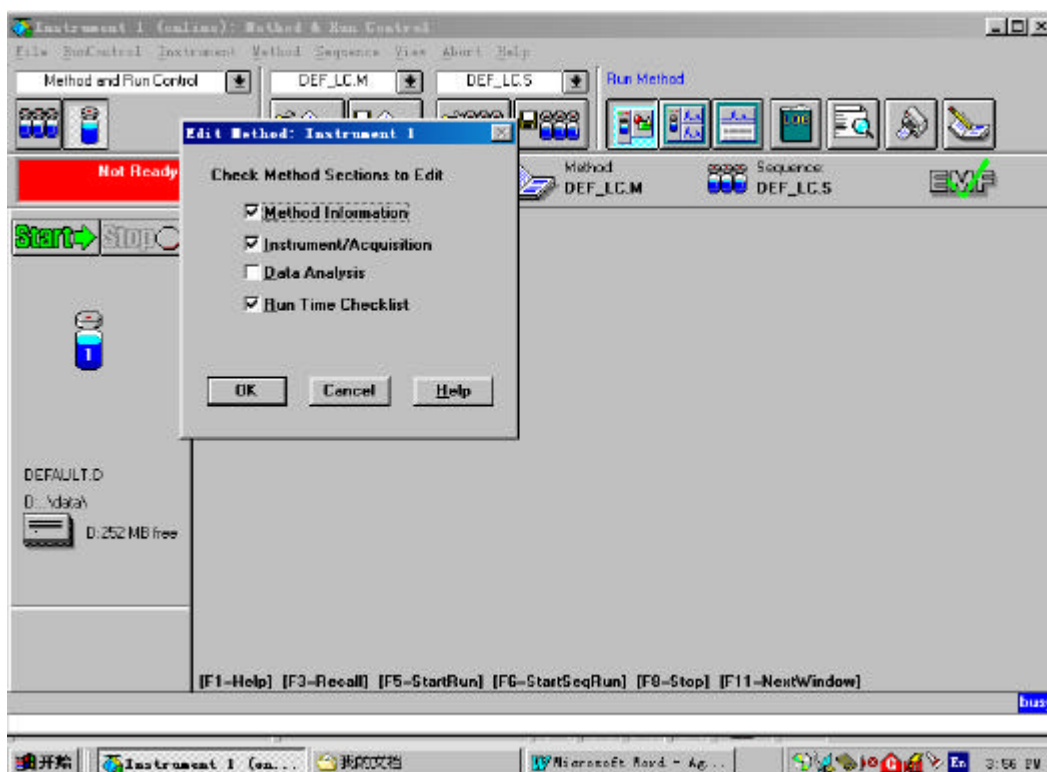 Instrument 1 (online): Method & Run Control
File RunControl Instrument Method Sequence View Abort Help
Method and Run Control DEF_LC.M DEF_LC.S Run Method
LOG
Edit Method: Instrument 1
Not Ready
Method
DEF_LC.M
Sequence:
DEF_LC.S
EMF
Check Method Sections to Edit
Method Information
Instrument/Acquisition
Data Analysis
Run Time Checklist
OK Cancel Help
Start Stop
1
DEFAULT.D
D:...\data\
D:252 MB free
[F1-Help] [F3-Recall] [F5-StartRun] [F6-StartSeqRun] [F8-Stop] [F11-NextWindow]
开始 Instrument 1 (on... 我的文档 Microsoft Word - Ag... En 3:56 PM